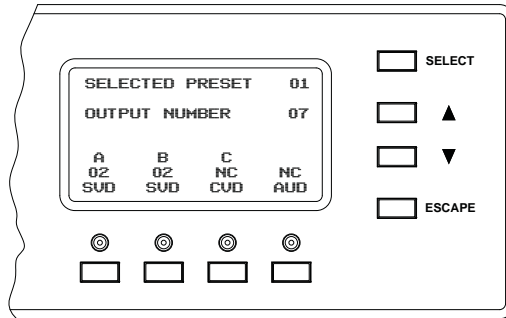 SELECTED PRESET 01
OUTPUT NUMBER 07
A B C
02 02 NC NC
SVD SVD CVD AUD
SELECT
▲
▼
ESCAPE